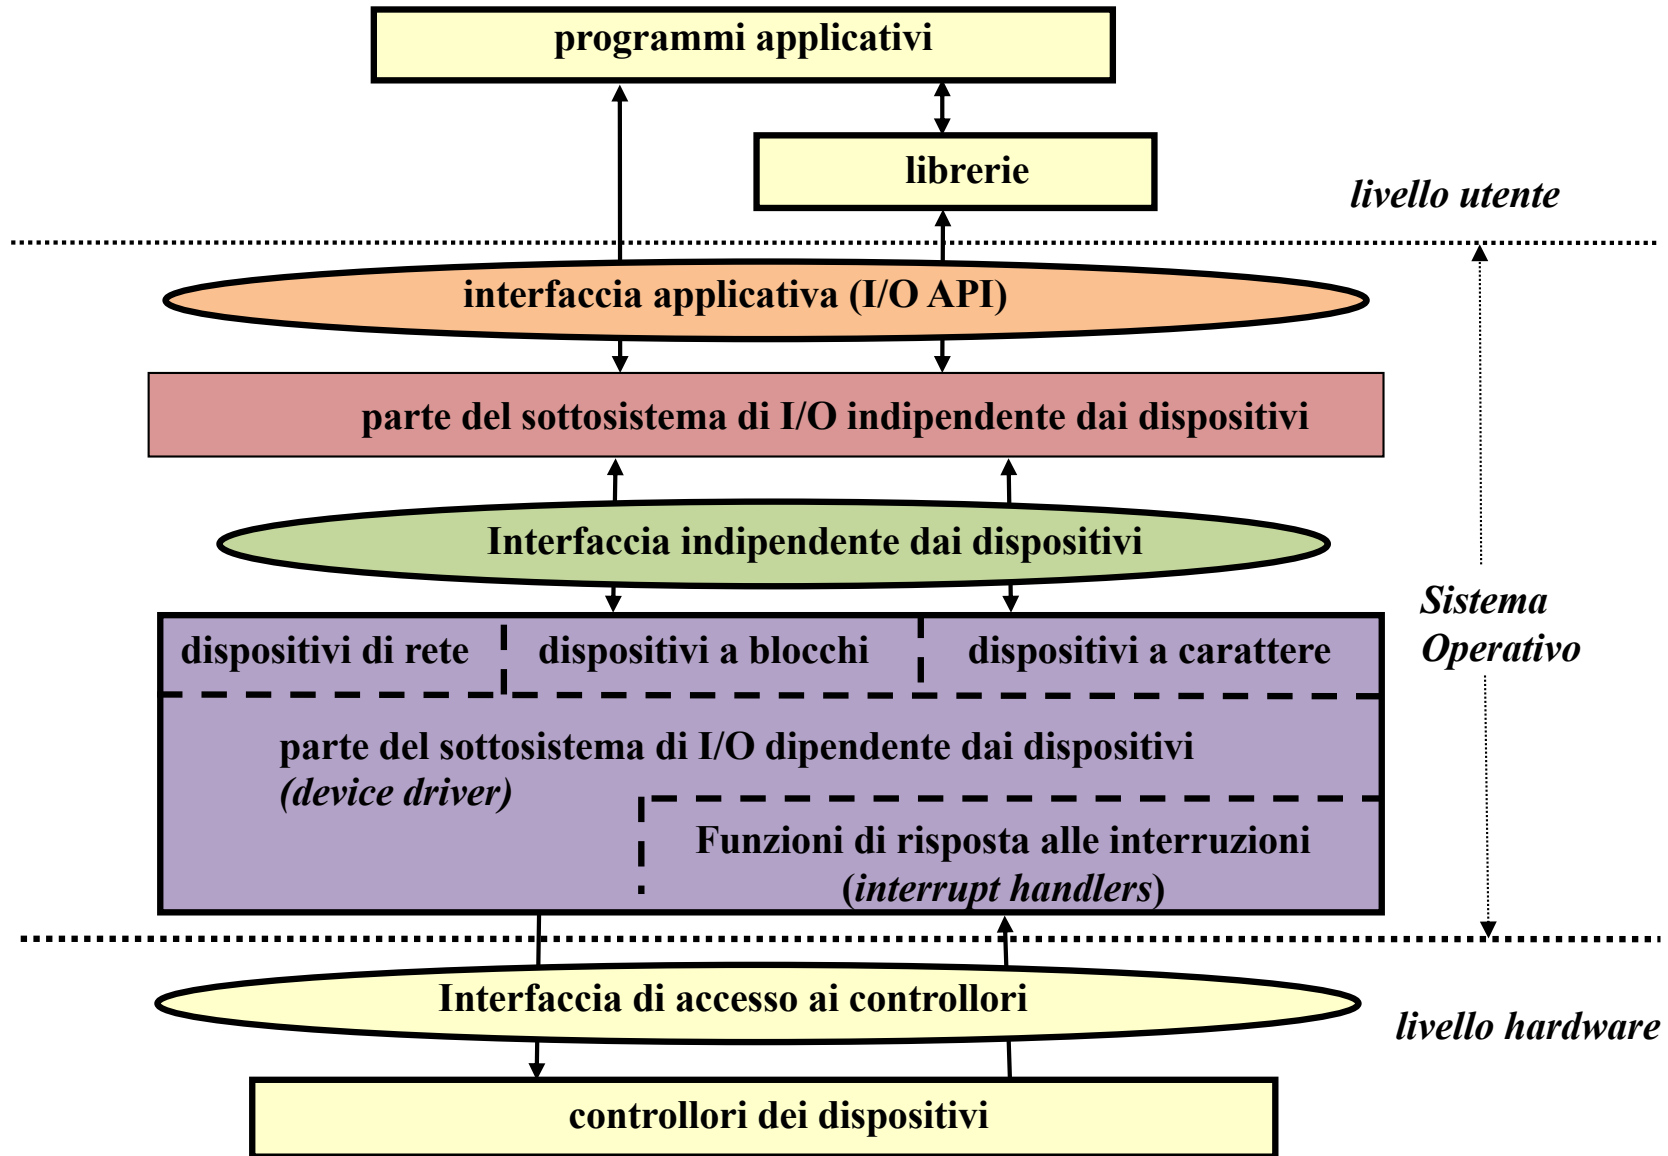 programmi applicativi
librerie
livello utente
interfaccia applicativa (I/O API)
parte del sottosistema di I/O indipendente dai dispositivi
Interfaccia indipendente dai dispositivi
Sistema
Operativo
dispositivi di rete
dispositivi a blocchi
dispositivi a carattere
parte del sottosistema di I/O dipendente dai dispositivi
(device driver)
Funzioni di risposta alle interruzioni
(interrupt handlers)
Interfaccia di accesso ai controllori
livello hardware
controllori dei dispositivi